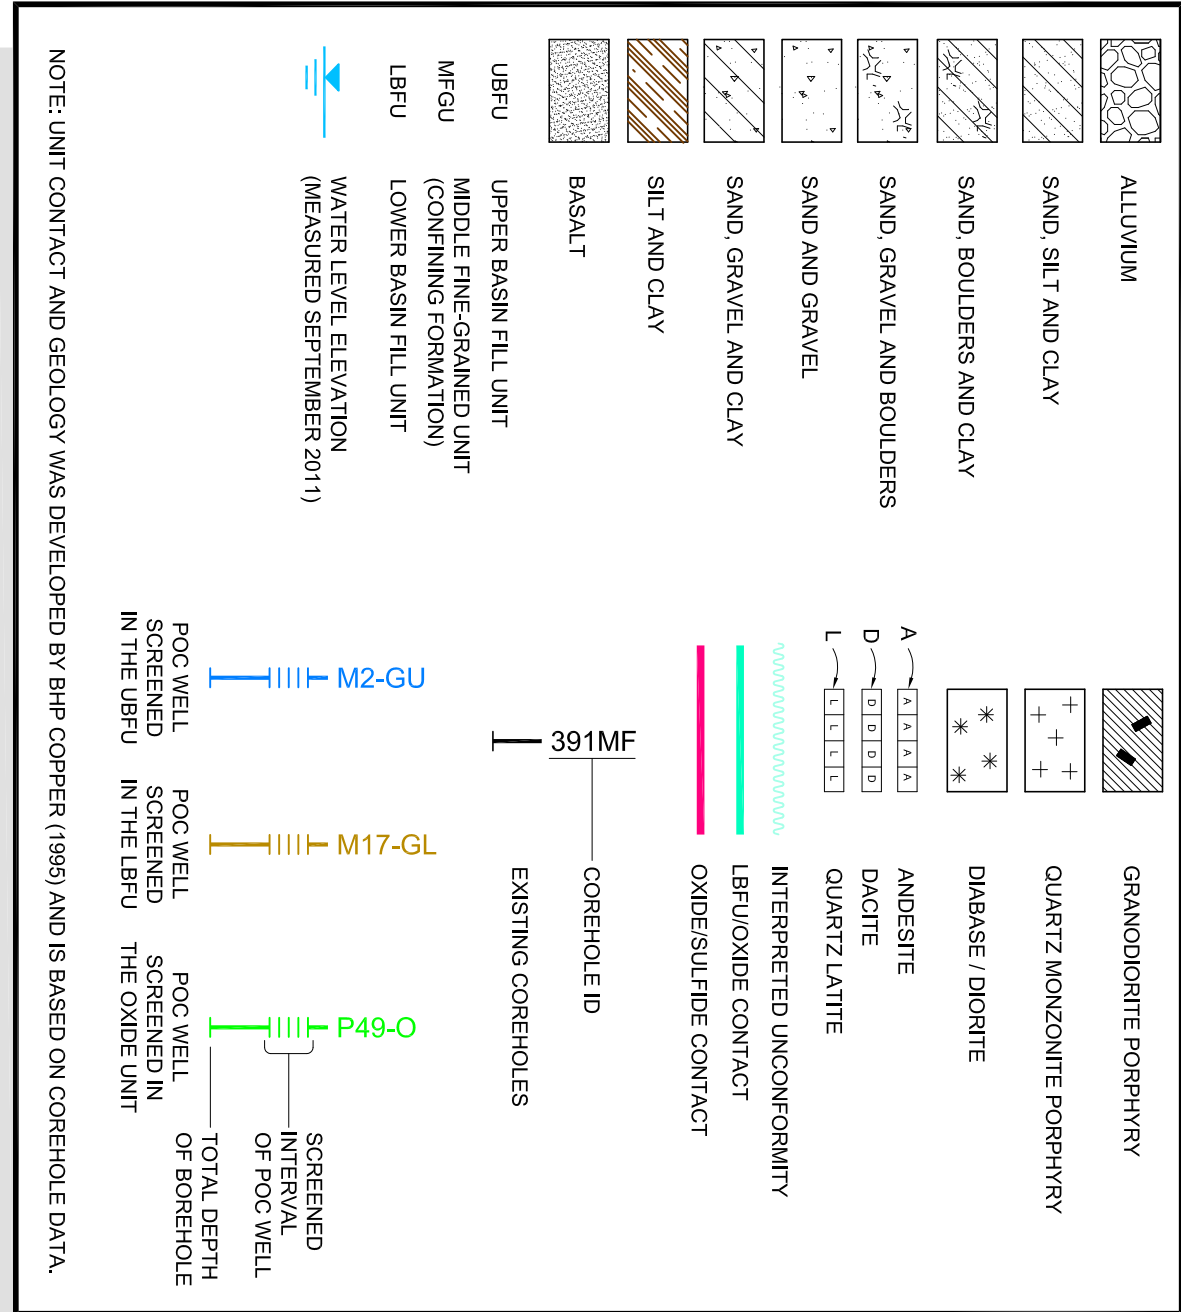 ALLUVIUM
SAND, SILT AND CLAY
SAND, BOULDERS AND CLAY
SAND, GRAVEL AND BOULDERS
SAND AND GRAVEL
SAND, GRAVEL AND CLAY
SILT AND CLAY
BASALT
UBFU UPPER BASIN FILL UNIT
MFGU MIDDLE FINE-GRAINED UNIT
(CONFINING FORMATION)
LBFU LOWER BASIN FILL UNIT
WATER LEVEL ELEVATION
(MEASURED SEPTEMBER 2011)
GRANODIORITE PORPHYRY
QUARTZ MONZONITE PORPHYRY
DIABASE / DIORITE
A A A A A ANDESITE
D D D D D DACITE
L L L L L QUARTZ LATITE
INTERPRETED UNCONFORMITY
LBFU/OXIDE CONTACT
OXIDE/SULFIDE CONTACT
391MF
COREHOLE ID
EXISTING COREHOLES
M2-GU
POC WELL
SCREENED
IN THE UBFU
M17-GL
POC WELL
SCREENED
IN THE LBFU
P49-O
POC WELL
SCREENED IN
THE OXIDE UNIT
SCREENED
INTERVAL
OF POC WELL
TOTAL DEPTH
OF BOREHOLE
NOTE: UNIT CONTACT AND GEOLOGY WAS DEVELOPED BY BHP COPPER (1995) AND IS BASED ON COREHOLE DATA.